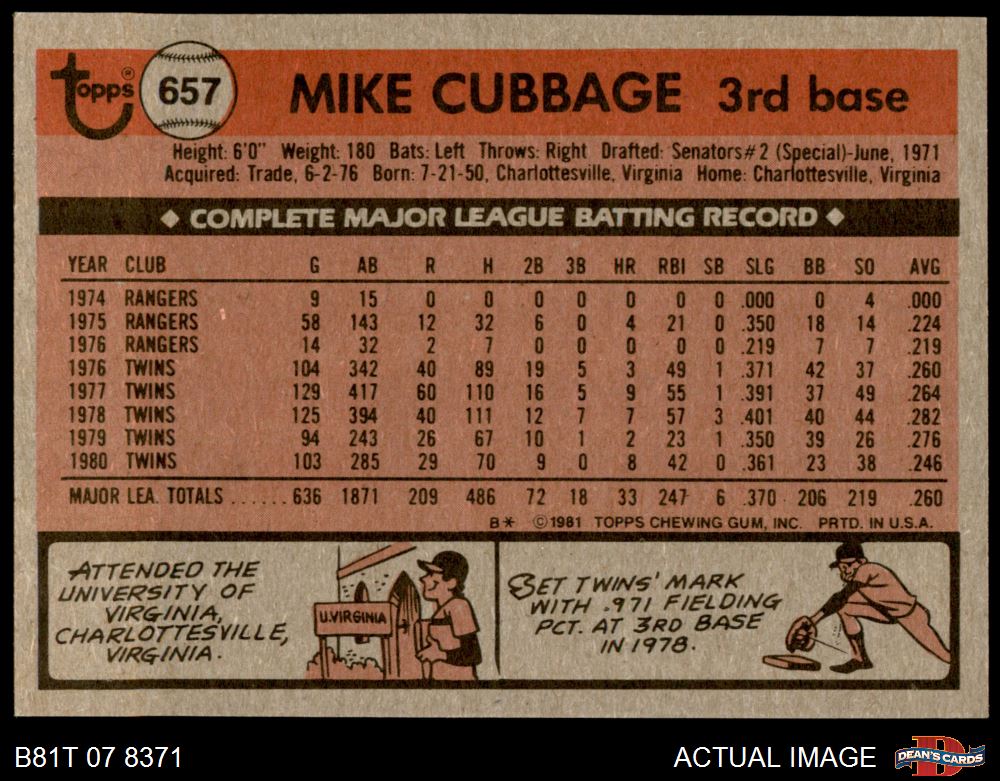 topps® 657 MIKE CUBBAGE 3rd base
Height: 6'0" Weight: 180 Bats: Left Throws: Right Drafted: Senators#2 (Special)-June, 1971
Acquired: Trade, 6-2-76 Born: 7-21-50, Charlottesville, Virginia Home: Charlottesville, Virginia
◆ COMPLETE MAJOR LEAGUE BATTING RECORD ◆
YEAR CLUB G AB R H 2B 3B HR RBI SB SLG BB SO AVG
1974 RANGERS 9 15 0 0 0 0 0 0 0 .000 0 4 .000
1975 RANGERS 58 143 12 32 6 0 4 21 0 .350 18 14 .224
1976 RANGERS 14 32 2 7 0 0 0 0 0 .219 7 7 .219
1976 TWINS 104 342 40 89 19 5 3 49 1 .371 42 37 .260
1977 TWINS 129 417 60 110 16 5 9 55 1 .391 37 49 .264
1978 TWINS 125 394 40 111 12 7 7 57 3 .401 40 44 .282
1979 TWINS 94 243 26 67 10 1 2 23 1 .350 39 26 .276
1980 TWINS 103 285 29 70 9 0 8 42 0 .361 23 38 .246
MAJOR LEA. TOTALS ...... 636 1871 209 486 72 18 33 247 6 .370 206 219 .260
B* ©1981 TOPPS CHEWING GUM, INC. PRTD. IN U.S.A.
ATTENDED THE
UNIVERSITY OF
VIRGINIA,
CHARLOTTESVILLE,
VIRGINIA.
U.VIRGINIA
SET TWINS' MARK
WITH .971 FIELDING
PCT. AT 3RD BASE
IN 1978.
B81T 07 8371 ACTUAL IMAGE DEAN'S CARDS